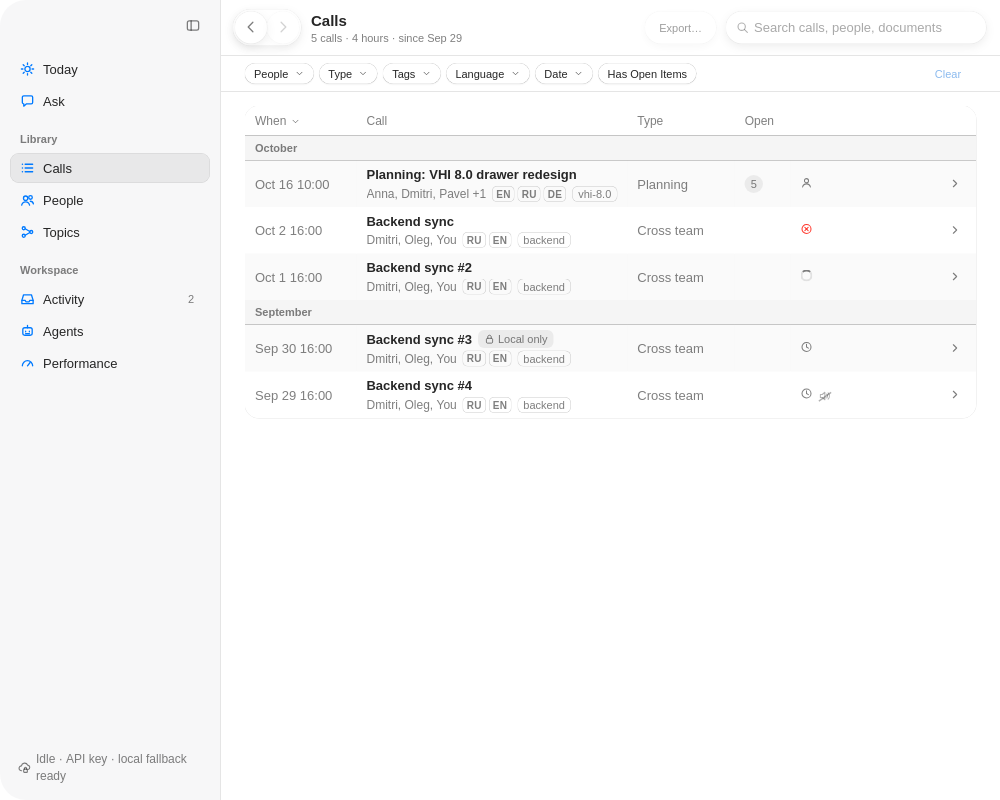 Today
Ask
Library
Calls
People
Topics
Workspace
Activity 2
Agents
Performance
Idle · API key · local fallback
ready
Calls
5 calls · 4 hours · since Sep 29
Export…
Search calls, people, documents
People Type Tags Language Date Has Open Items Clear
When Call Type Open
October
Oct 16 10:00 Planning: VHI 8.0 drawer redesign Planning 5
Anna, Dmitri, Pavel +1 EN RU DE vhi-8.0
Oct 2 16:00 Backend sync Cross team
Dmitri, Oleg, You RU EN backend
Oct 1 16:00 Backend sync #2 Cross team
Dmitri, Oleg, You RU EN backend
September
Sep 30 16:00 Backend sync #3 Local only Cross team
Dmitri, Oleg, You RU EN backend
Sep 29 16:00 Backend sync #4 Cross team
Dmitri, Oleg, You RU EN backend